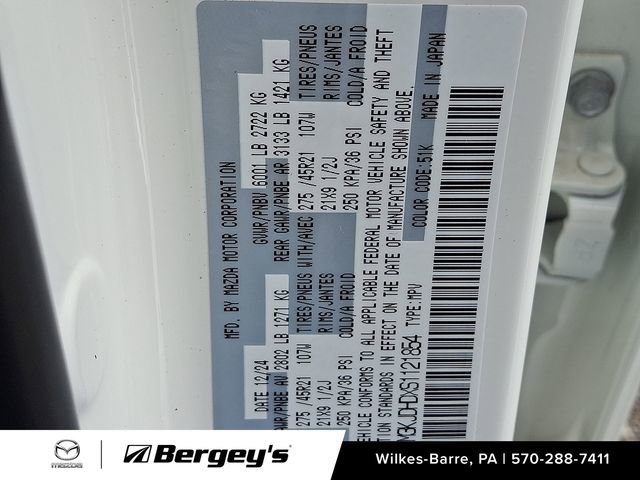 MFD. BY MAZDA MOTOR CORPORATION
DATE 12/24 GVWR/PNBV 6001 LB 2722 KG
GAWR/PNBE AV 2802 LB 1271 KG REAR GAWR/PNBE AR 3133 LB 1421 KG
TIRES/PNEUS WITH/AVEC TIRES/PNEUS
275 /45R21 107W RIMS/JANTES 275 /45R21 107W RIMS/JANTES
21X9 1/2J COLD/A FROID 21X9 1/2J COLD/A FROID
250 KPA/36 PSI 250 KPA/36 PSI
VEHICLE CONFORMS TO ALL APPLICABLE FEDERAL MOTOR VEHICLE SAFETY AND THEFT
STANDARDS IN EFFECT ON THE DATE OF MANUFACTURE SHOWN ABOVE.
COLOR CODE:51K MADE IN JAPAN
TYPE:MPV
mazda
Bergey's
Wilkes-Barre, PA | 570-288-7411